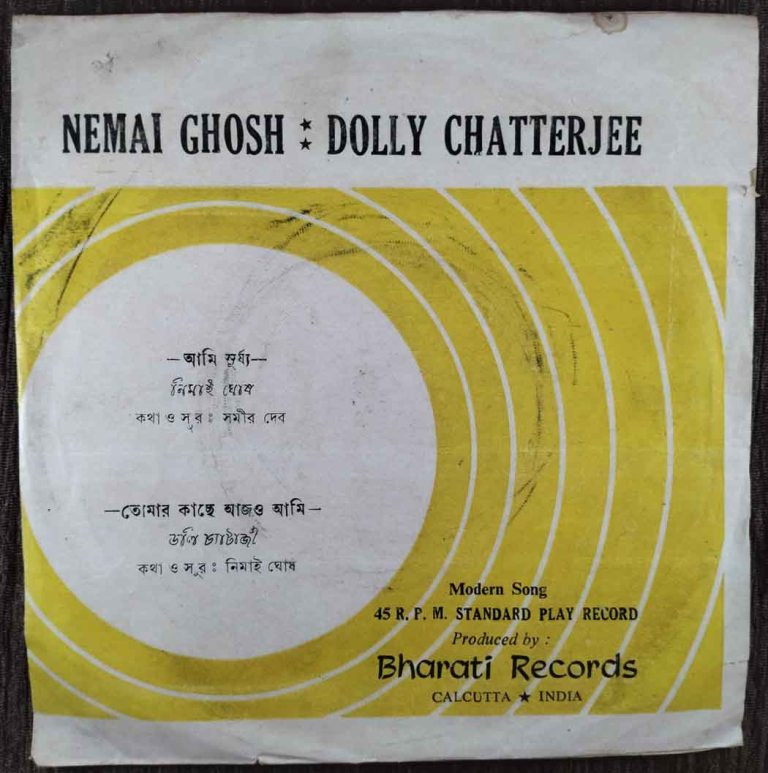 NEMAI GHOSH ★★ DOLLY CHATTERJEE
—আমি সূর্য্য—
নিমাই ঘোষ
কথা ও সুর: সমীর দেব
—তোমার কাছে আজও আমি—
ডলি চ্যাটার্জী
কথা ও সুর: নিমাই ঘোষ
Modern Song
45 R. P. M. STANDARD PLAY RECORD
Produced by :
Bharati Records
CALCUTTA ★ INDIA